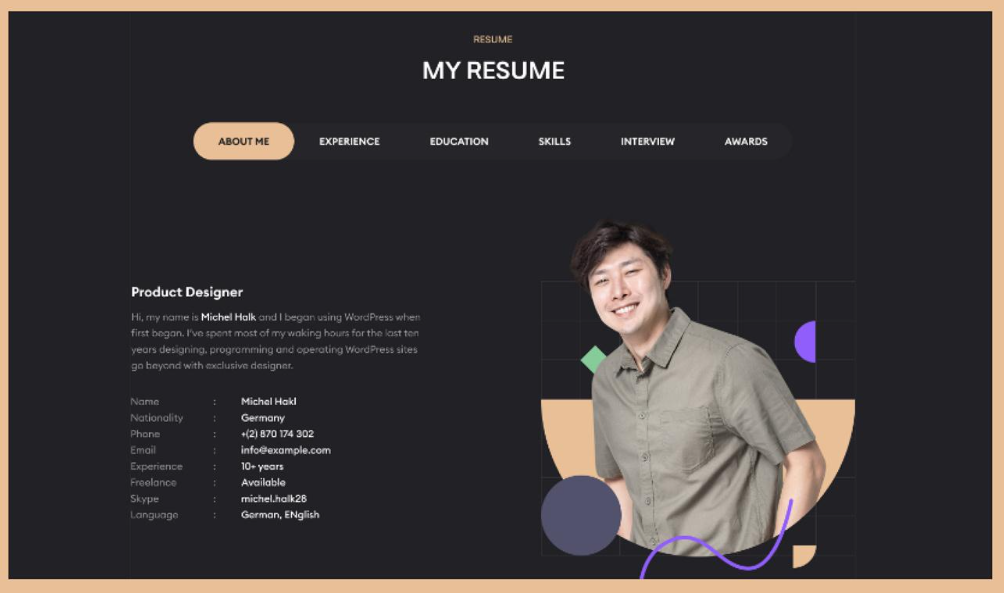 RESUME
MY RESUME
ABOUT ME EXPERIENCE EDUCATION SKILLS INTERVIEW AWARDS
Product Designer
Hi, my name is Michel Halk and I began using WordPress when
first began. I've spent most of my waking hours for the last ten
years designing, programming and operating WordPress sites
go beyond with exclusive designer.
Name : Michel Hakl
Nationality : Germany
Phone : +(2) 870 174 302
Email : info@example.com
Experience : 10+ years
Freelance : Available
Skype : michel.halk28
Language : German, ENglish